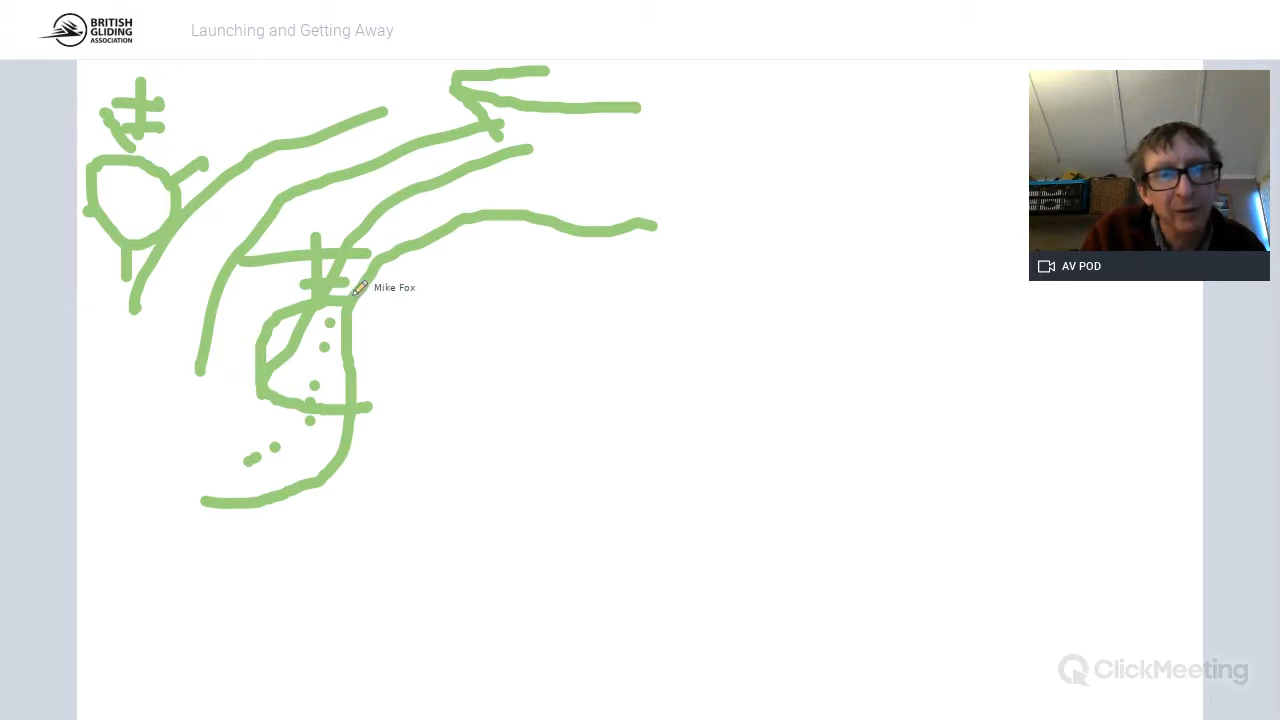 BRITISH
GLIDING
ASSOCIATION
Launching and Getting Away
AV POD
Mike Fox
ClickMeeting